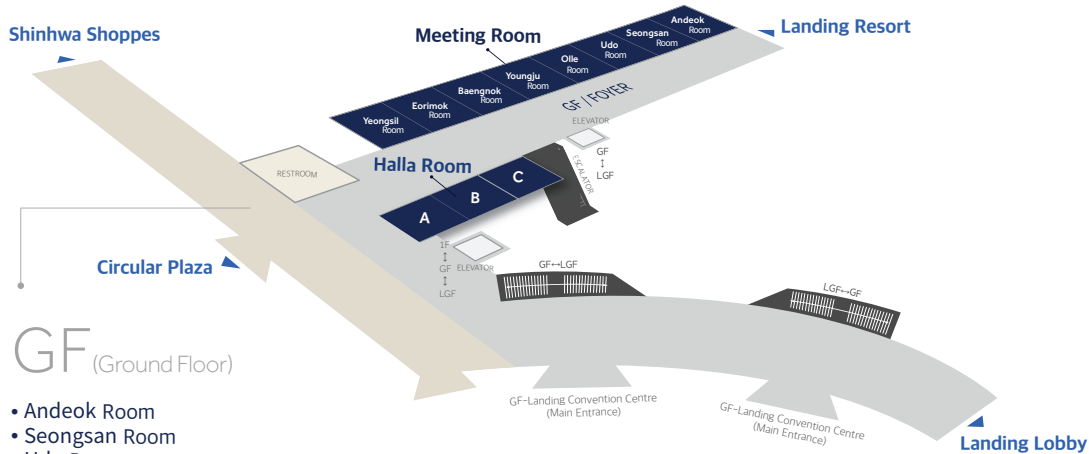 Shinhwa Shoppes
Meeting Room
Landing Resort
Andeok
Room
Seongsan
Room
Udo
Room
Olle
Room
Youngju
Room
Baengnok
Room
Eorimok
Room
Yeongsil
Room
GF / FOYER
ELEVATOR
GF
↕
LGF
ESCALATOR
RESTROOM
Halla Room
A
B
C
1F
↕
GF
↕
LGF
ELEVATOR
Circular Plaza
GF↔LGF
LGF↔GF
GF-Landing Convention Centre
(Main Entrance)
GF-Landing Convention Centre
(Main Entrance)
Landing Lobby
GF (Ground Floor)
• Andeok Room
• Seongsan Room